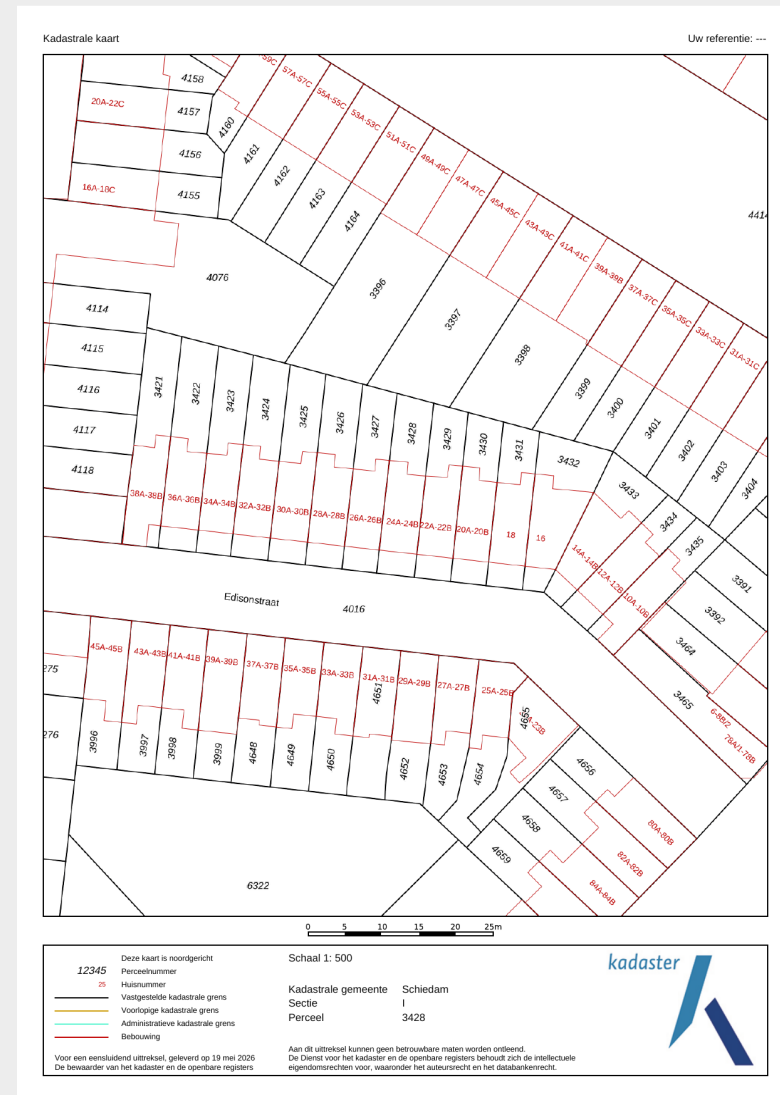 Kadastrale kaart
Uw referentie: ---
59C
57A-57C
55A-55C
53A-53C
51A-51C
49A-49C
47A-47C
45A-45C
43A-43C
41A-41C
39A-39B
37A-37C
35A-35C
33A-33C
31A-31C
4158
20A-22C
4157
4160
4156
4161
4162
16A-18C
4155
4163
4164
4414
4076
3396
3397
3398
3399
3400
3401
3402
3403
3404
4114
4115
4116
4117
4118
3421
3422
3423
3424
3425
3426
3427
3428
3429
3430
3431
3432
3433
3434
3435
3391
3392
3464
3465
38A-38B
36A-36B
34A-34B
32A-32B
30A-30B
28A-28B
26A-26B
24A-24B
22A-22B
20A-20B
18
16
14A-14B
12A-12B
10A-10B
6-8B/2
78A/1-78B
Edisonstraat
4016
45A-45B
43A-43B
41A-41B
39A-39B
37A-37B
35A-35B
33A-33B
31A-31B
29A-29B
27A-27B
25A-25B
23B
275
276
3996
3997
3998
3999
4648
4649
4650
4651
4652
4653
4654
4655
4656
4657
4658
4659
80A-80B
82A-82B
84A-84B
6322
0 5 10 15 20 25m
Deze kaart is noordgericht
12345 Perceelnummer
25 Huisnummer
Vastgestelde kadastrale grens
Voorlopige kadastrale grens
Administratieve kadastrale grens
Bebouwing
Voor een eensluidend uittreksel, geleverd op 19 mei 2026
De bewaarder van het kadaster en de openbare registers
Schaal 1: 500
Kadastrale gemeente Schiedam
Sectie I
Perceel 3428
Aan dit uittreksel kunnen geen betrouwbare maten worden ontleend.
De Dienst voor het kadaster en de openbare registers behoudt zich de intellectuele
eigendomsrechten voor, waaronder het auteursrecht en het databankenrecht.
kadaster